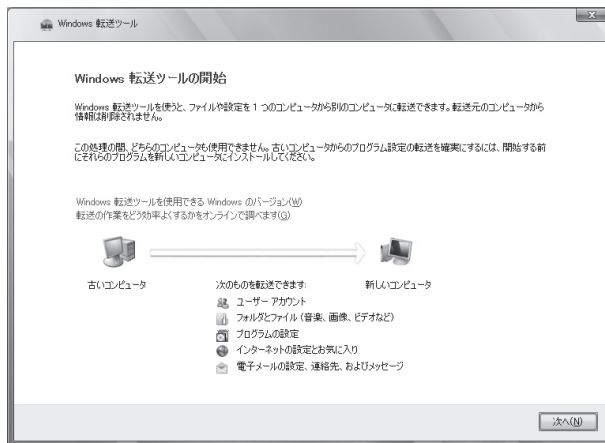 Windows 転送ツール
Windows 転送ツールの開始
Windows 転送ツールを使うと、ファイルや設定を 1 つのコンピュータから別のコンピュータに転送できます。転送元のコンピュータから
情報は削除されません。
この処理の間、どちらのコンピュータも使用できません。古いコンピュータからのプログラム設定の転送を確実にするには、開始する前
にそれらのプログラムを新しいコンピュータにインストールしてください。
Windows 転送ツールを使用できる Windows のバージョン(W)
転送の作業をどう効率よくするかをオンラインで調べます(G)
古いコンピュータ
次のものを転送できます:
新しいコンピュータ
ユーザー アカウント
フォルダとファイル (音楽、画像、ビデオなど)
プログラムの設定
インターネットの設定とお気に入り
電子メールの設定、連絡先、およびメッセージ
次へ(N)